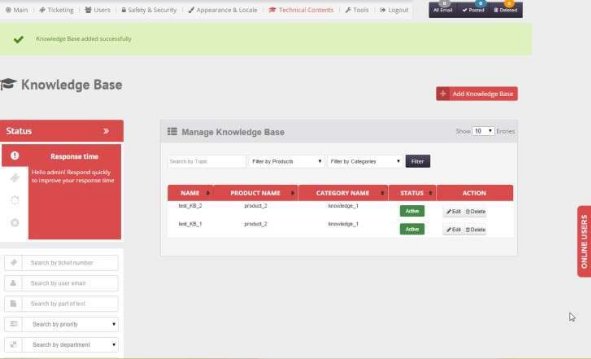 Main Ticketing Users Safety & Security Appearance & Locale Technical Contents Tools Logout All Email Posted Deleted
Knowledge Base added successfully
Knowledge Base
+ Add Knowledge Base
Status »
Response time
Hello admin! Respond quickly
to improve your response time
Manage Knowledge Base Show 10 Entries
Search by Topic Filter by Products Filter by Categories Filter
NAME PRODUCT NAME CATEGORY NAME STATUS ACTION
test_KB_2 product_2 knowledge_1 Active Edit Delete
test_KB_1 product_2 knowledge_1 Active Edit Delete
ONLINE USERS
Search by ticket number
Search by user email
Search by part of text
Search by priority
Search by department